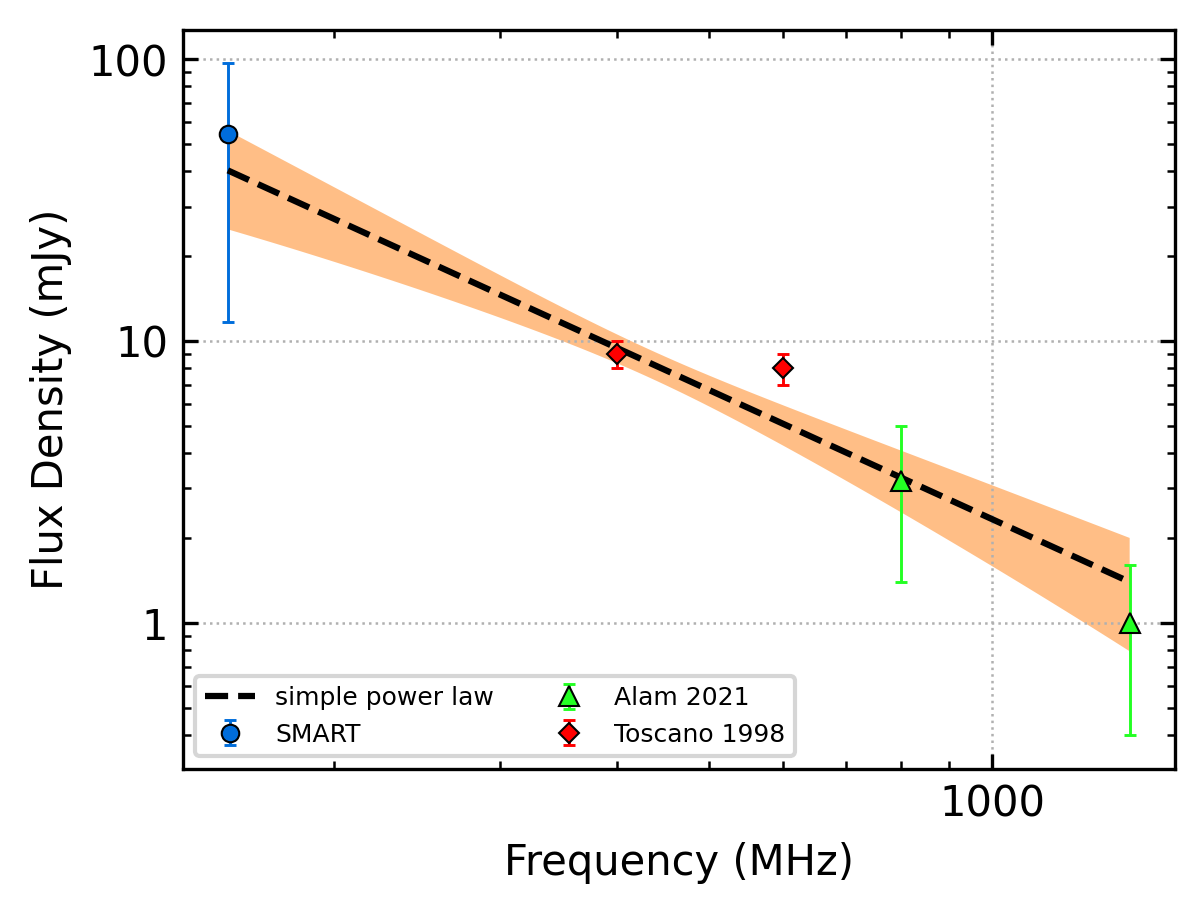 100
10
1
Flux Density (mJy)
simple power law
SMART
Alam 2021
Toscano 1998
1000
Frequency (MHz)